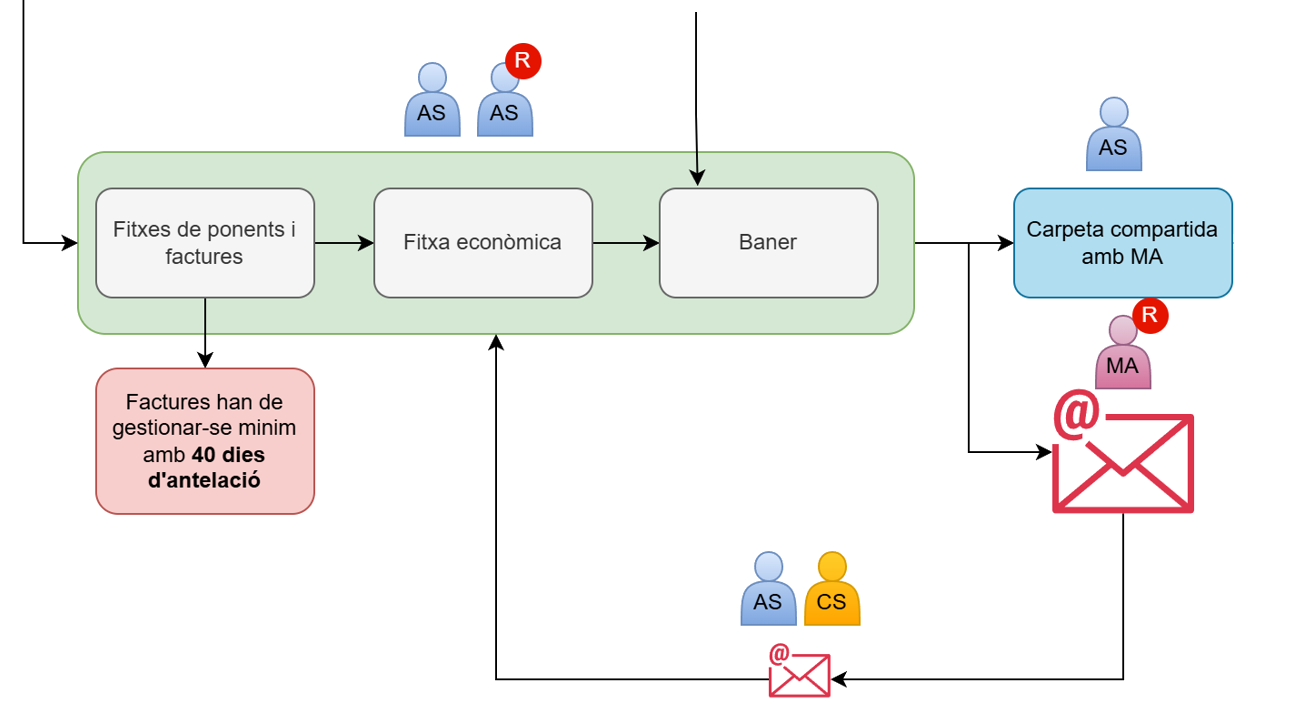 R
AS
AS
AS
Fitxes de ponents i
factures
Fitxa econòmica
Baner
Carpeta compartida
amb MA
R
MA
Factures han de
gestionar-se minim
amb 40 dies
d'antelació
@
AS
CS
@